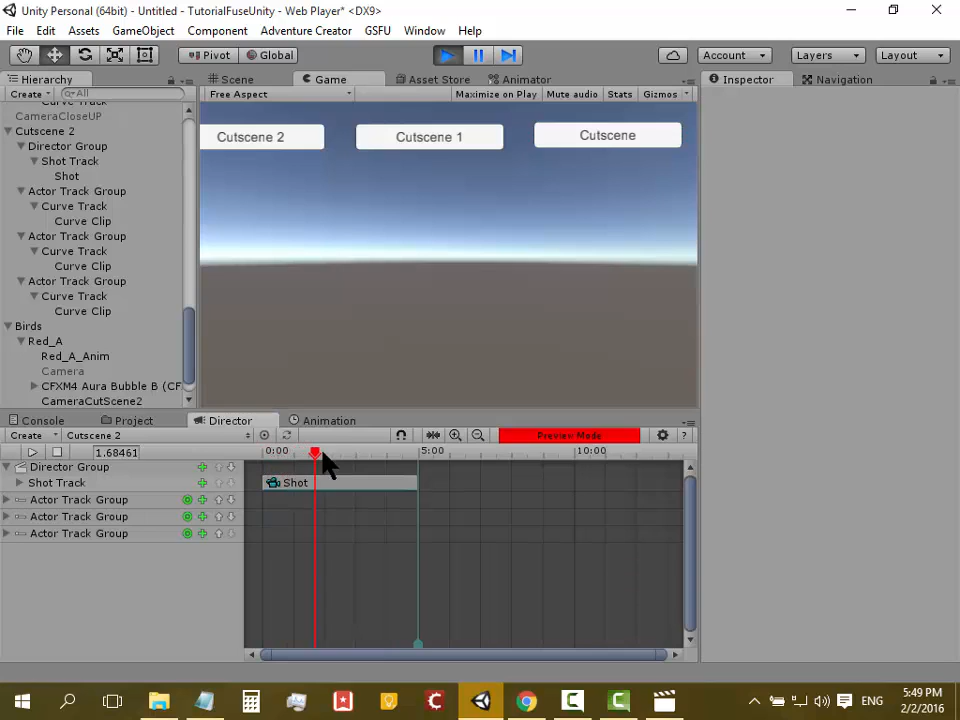 Unity Personal (64bit) - Untitled - TutorialFuseUnity - Web Player* <DX9>
File Edit Assets GameObject Component Adventure Creator GSFU Window Help
Pivot Global Account Layers Layout
Hierarchy Scene Game Asset Store Animator Inspector Navigation
Create All Free Aspect Maximize on Play Mute audio Stats Gizmos
Curve Track
CameraCloseUP
Cutscene 2
Director Group
Shot Track
Shot
Actor Track Group
Curve Track
Curve Clip
Actor Track Group
Curve Track
Curve Clip
Actor Track Group
Curve Track
Curve Clip
Birds
Red_A
Red_A_Anim
Camera
CFXM4 Aura Bubble B (CF
CameraCutScene2
Cutscene 2 Cutscene 1 Cutscene
Console Project Director Animation
Create Cutscene 2 Preview Mode ?
1.68461 0:00 5:00 10:00
Director Group
Shot Track Shot
Actor Track Group
Actor Track Group
Actor Track Group
ENG
5:49 PM
2/2/2016